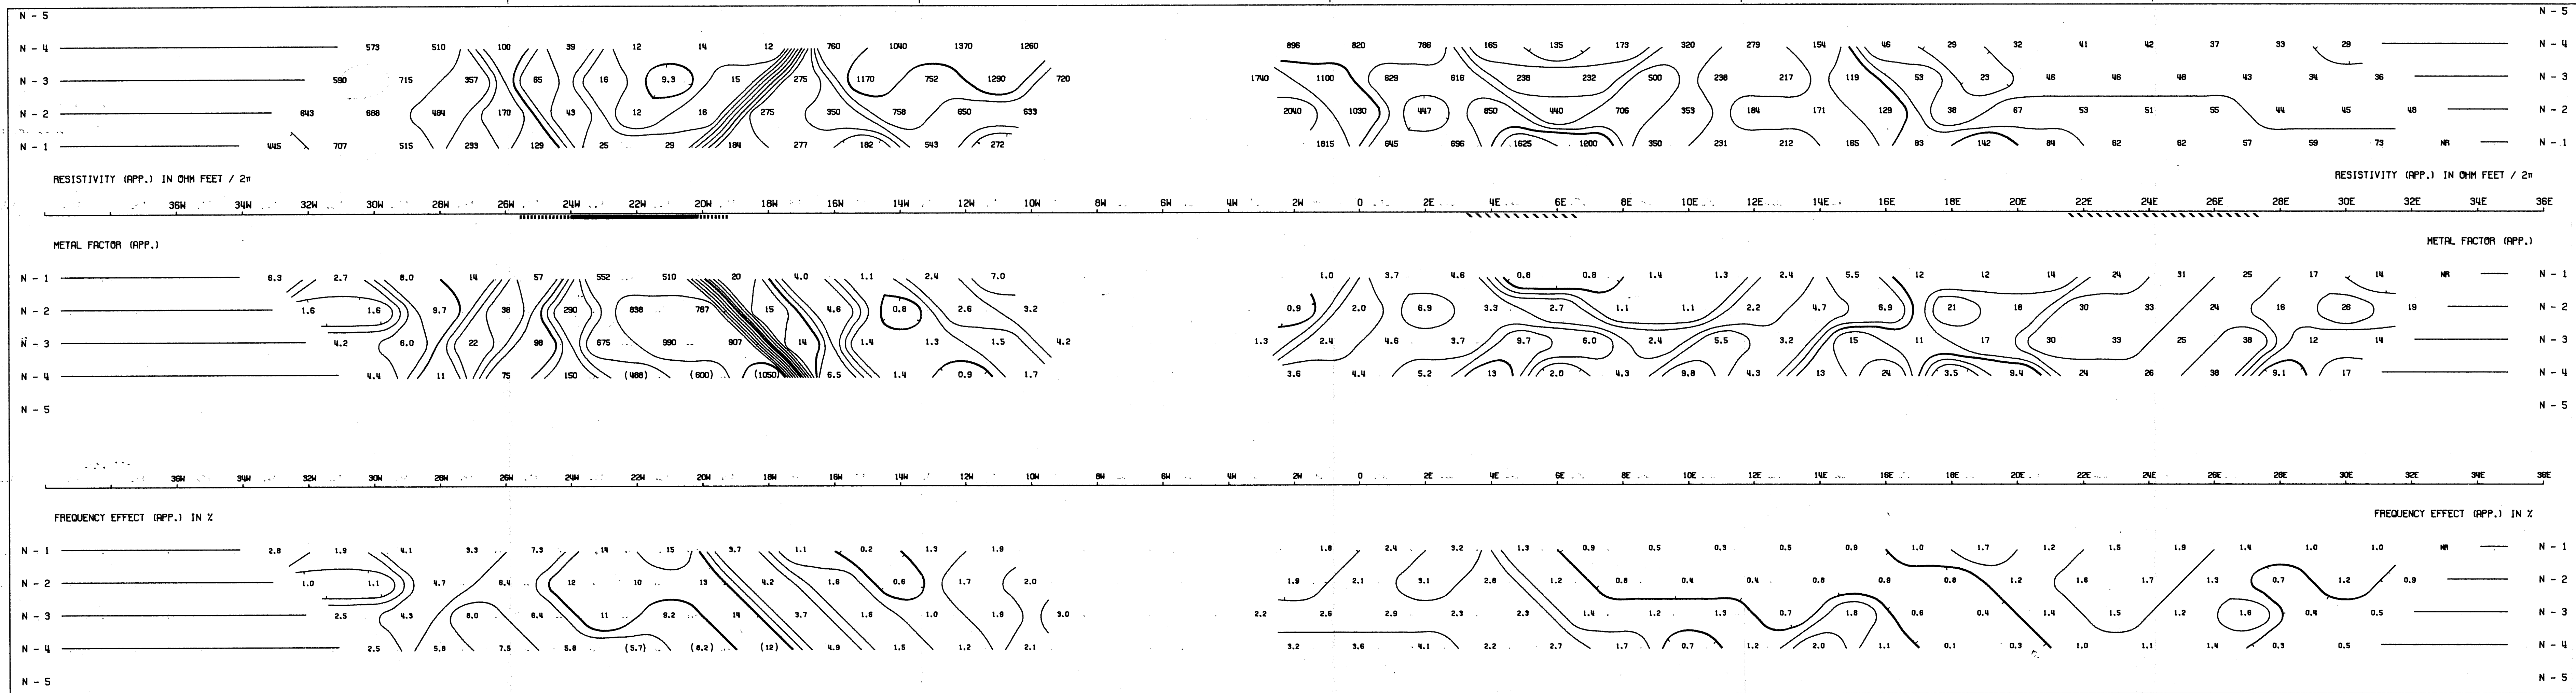 N - 5 N - 5
N - 4 573 510 100 39 12 14 12 760 1040 1370 1260 896 820 786 165 135 173 320 279 154 46 29 32 41 42 37 33 29 N - 4
N - 3 590 715 357 65 16 9.3 15 275 1170 752 1290 720 1740 1100 629 616 238 232 500 238 217 119 53 23 46 46 48 43 34 36 N - 3
N - 2 643 688 484 170 43 12 16 275 350 758 650 633 2040 1030 447 850 440 706 353 184 171 129 38 67 53 51 55 44 45 48 N - 2
N - 1 445 707 515 233 129 25 29 184 277 182 543 272 1815 645 696 1625 1200 350 231 212 165 83 142 84 62 62 57 59 73 NR N - 1
RESISTIVITY (APP.) IN OHM FEET / 2π RESISTIVITY (APP.) IN OHM FEET / 2π
36W 34W 32W 30W 28W 26W 24W 22W 20W 18W 16W 14W 12W 10W 8W 6W 4W 2W 0 2E 4E 6E 8E 10E 12E 14E 16E 18E 20E 22E 24E 26E 28E 30E 32E 34E 36E
METAL FACTOR (APP.) METAL FACTOR (APP.)
N - 1 6.3 2.7 8.0 14 57 552 510 20 4.0 1.1 2.4 7.0 1.0 3.7 4.6 0.8 0.8 1.4 1.3 2.4 5.5 12 12 14 24 31 25 17 14 NR N - 1
N - 2 1.6 1.6 9.7 38 290 838 787 15 4.6 0.8 2.6 3.2 0.9 2.0 6.9 3.3 2.7 1.1 1.1 2.2 4.7 6.9 21 18 30 33 24 16 26 19 N - 2
N - 3 4.2 6.0 22 98 675 990 907 14 1.4 1.3 1.5 4.2 1.3 2.4 4.6 3.7 9.7 6.0 2.4 5.5 3.2 15 11 17 30 33 25 38 12 14 N - 3
N - 4 4.4 11 75 150 (488) (600) (1050) 6.5 1.4 0.9 1.7 3.6 4.4 5.2 13 2.0 4.3 9.8 4.3 13 24 3.5 9.4 24 26 38 9.1 17 N - 4
N - 5 N - 5
36W 34W 32W 30W 28W 26W 24W 22W 20W 18W 16W 14W 12W 10W 8W 6W 4W 2W 0 2E 4E 6E 8E 10E 12E 14E 16E 18E 20E 22E 24E 26E 28E 30E 32E 34E 36E
FREQUENCY EFFECT (APP.) IN % FREQUENCY EFFECT (APP.) IN %
N - 1 2.8 1.9 4.1 3.3 7.3 14 15 3.7 1.1 0.2 1.3 1.9 1.8 2.4 3.2 1.3 0.9 0.5 0.3 0.5 0.9 1.0 1.7 1.2 1.5 1.9 1.4 1.0 1.0 NR N - 1
N - 2 1.0 1.1 4.7 6.4 12 10 13 4.2 1.6 0.6 1.7 2.0 1.9 2.1 3.1 2.8 1.2 0.8 0.4 0.4 0.8 0.9 0.8 1.2 1.6 1.7 1.3 0.7 1.2 0.9 N - 2
N - 3 2.5 4.3 8.0 6.4 11 9.2 14 3.7 1.6 1.0 1.9 3.0 2.2 2.6 2.9 2.3 2.3 1.4 1.2 1.3 0.7 1.8 0.6 0.4 1.4 1.5 1.2 1.6 0.4 0.5 N - 3
N - 4 2.5 5.8 7.5 5.8 (5.7) (8.2) (12) 4.9 1.5 1.2 2.1 3.2 3.6 4.1 2.2 2.7 1.7 0.7 1.2 2.0 1.1 0.1 0.3 1.0 1.1 1.4 0.3 0.5 N - 4
N - 5 N - 5